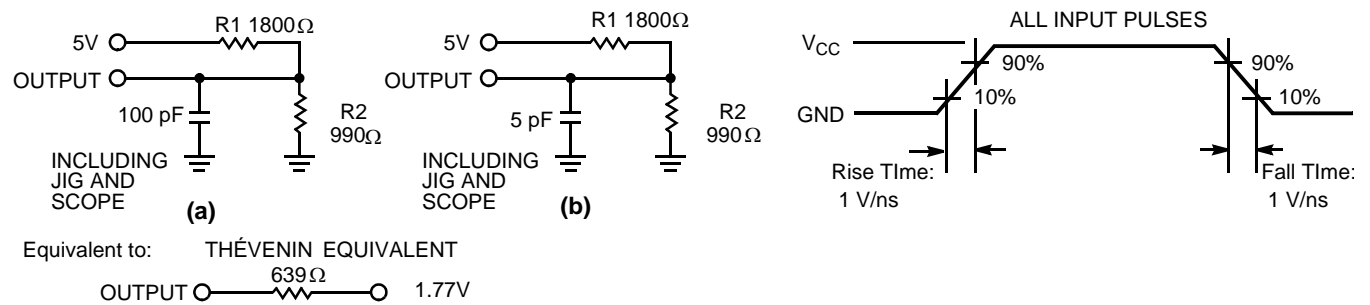 R1 1800Ω
5V
OUTPUT
100 pF
R2
990Ω
INCLUDING
JIG AND
SCOPE
(a)
R1 1800Ω
5V
OUTPUT
5 pF
R2
990Ω
INCLUDING
JIG AND
SCOPE
(b)
ALL INPUT PULSES
VCC
90%
10%
GND
90%
10%
Rise TIme:
1 V/ns
Fall TIme:
1 V/ns
Equivalent to: THÉVENIN EQUIVALENT
639Ω
OUTPUT 1.77V